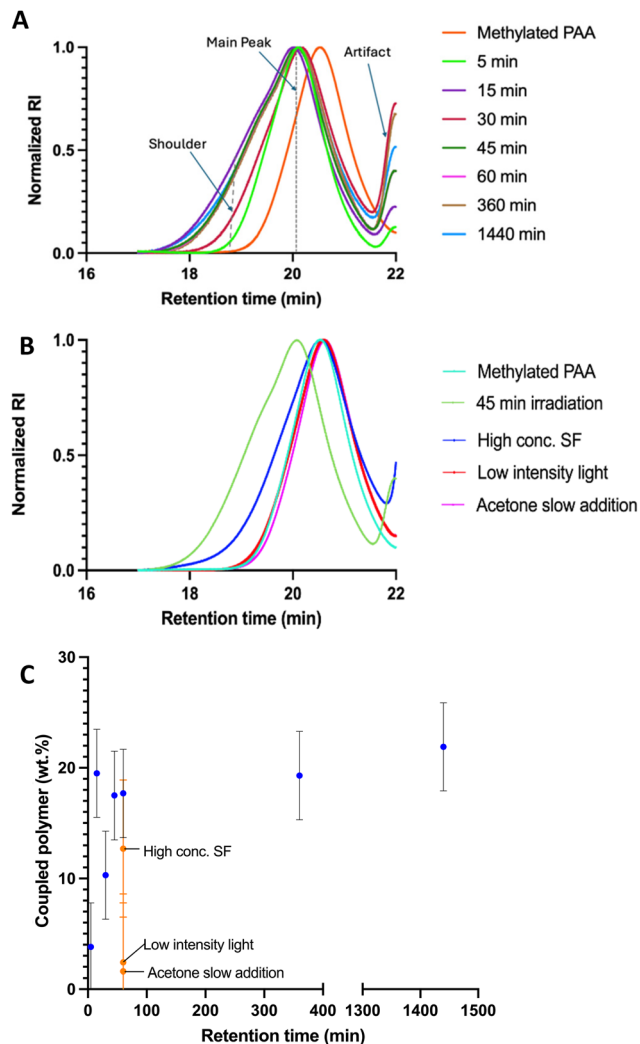 A
Normalized RI
1.0
0.5
0.0
16
18
20
22
Retention time (min)
Main Peak
Artifact
Shoulder
Methylated PAA
5 min
15 min
30 min
45 min
60 min
360 min
1440 min
B
Normalized RI
1.0
0.5
0.0
16
18
20
22
Retention time (min)
Methylated PAA
45 min irradiation
High conc. SF
Low intensity light
Acetone slow addition
C
Coupled polymer (wt.%)
30
20
10
0
High conc. SF
Low intensity light
Acetone slow addition
0 100 200 300 400 1300 1400 1500
Retention time (min)